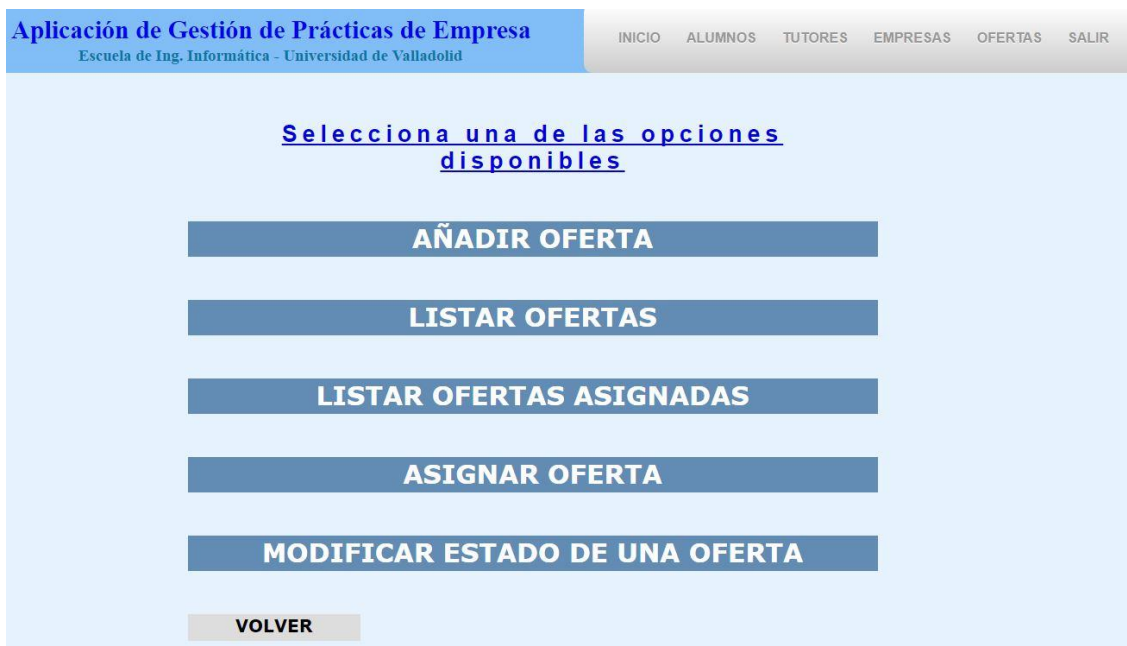 Aplicación de Gestión de Prácticas de Empresa
Escuela de Ing. Informática - Universidad de Valladolid
INICIO ALUMNOS TUTORES EMPRESAS OFERTAS SALIR
Selecciona una de las opciones
disponibles
AÑADIR OFERTA
LISTAR OFERTAS
LISTAR OFERTAS ASIGNADAS
ASIGNAR OFERTA
MODIFICAR ESTADO DE UNA OFERTA
VOLVER